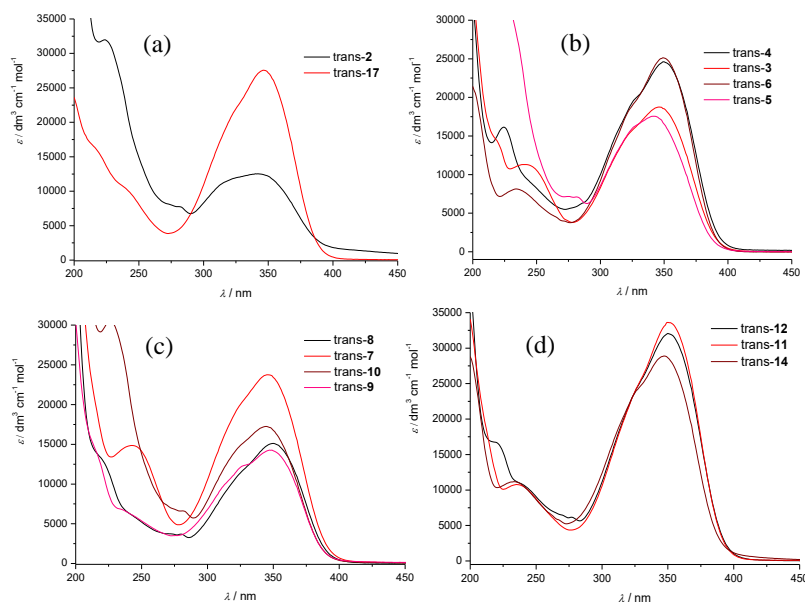 (a)
trans-2
trans-17
ε / dm³ cm⁻¹ mol⁻¹
35000
30000
25000
20000
15000
10000
5000
0
200 250 300 350 400 450
λ / nm
(b)
trans-4
trans-3
trans-6
trans-5
ε / dm³ cm⁻¹ mol⁻¹
35000
30000
25000
20000
15000
10000
5000
0
200 250 300 350 400 450
λ / nm
(c)
trans-8
trans-7
trans-10
trans-9
ε / dm³ cm⁻¹ mol⁻¹
30000
25000
20000
15000
10000
5000
0
200 250 300 350 400 450
λ / nm
(d)
trans-12
trans-11
trans-14
ε / dm³ cm⁻¹ mol⁻¹
35000
30000
25000
20000
15000
10000
5000
0
200 250 300 350 400 450
λ / nm